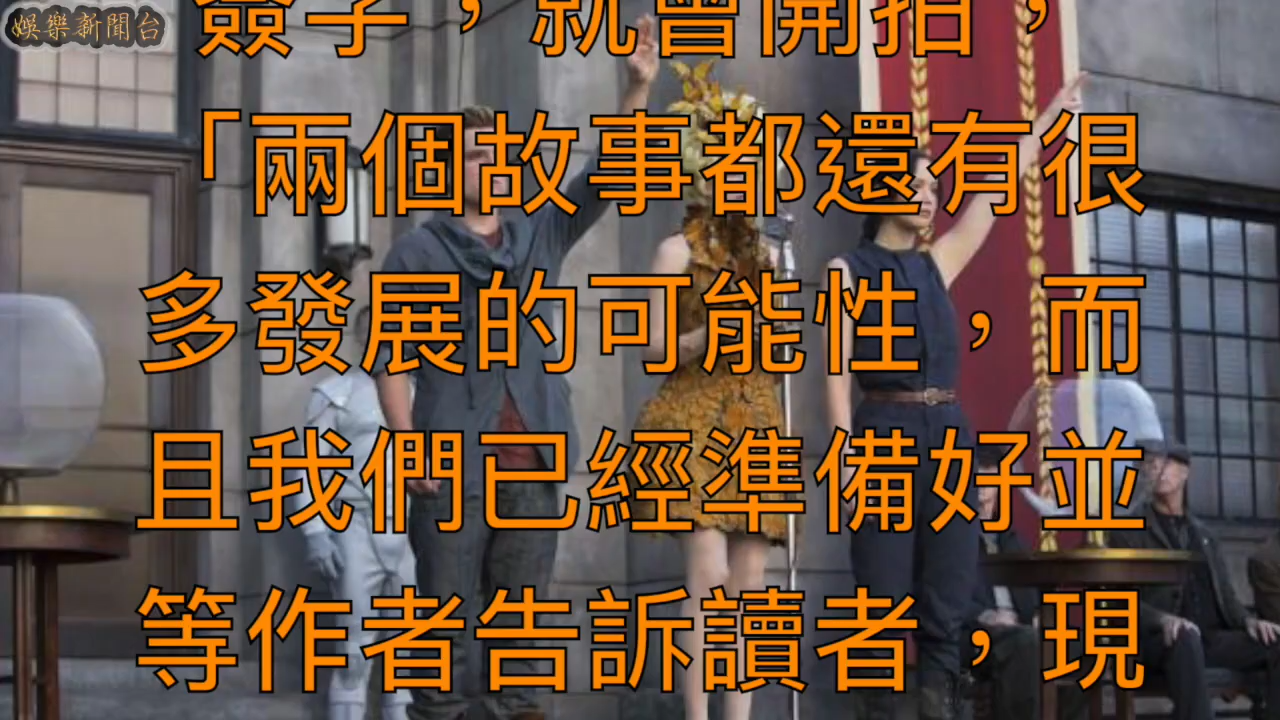 娛樂新聞台
簽字，就會開拍，
「兩個故事都還有很
多發展的可能性，而
且我們已經準備好並
等作者告訴讀者，現